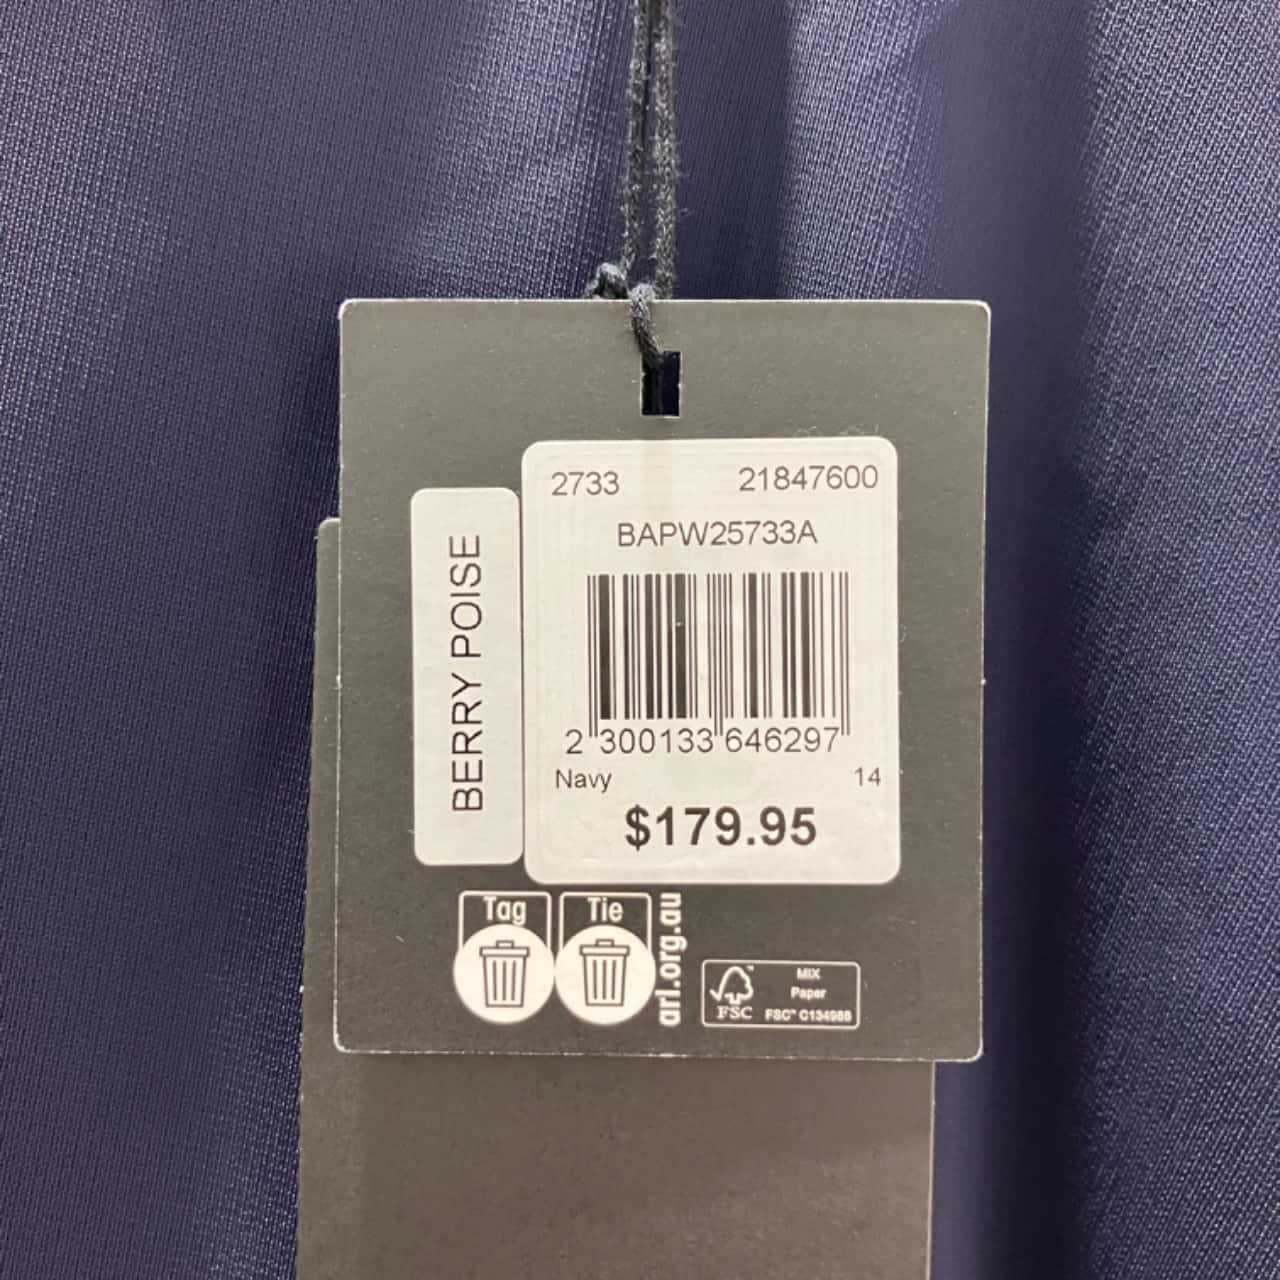 2733 21847600
BAPW25733A
BERRY POISE
2 300133 646297
Navy 14
$179.95
Tag Tie
arl.org.au
FSC
MIX
Paper
FSC™ C134988